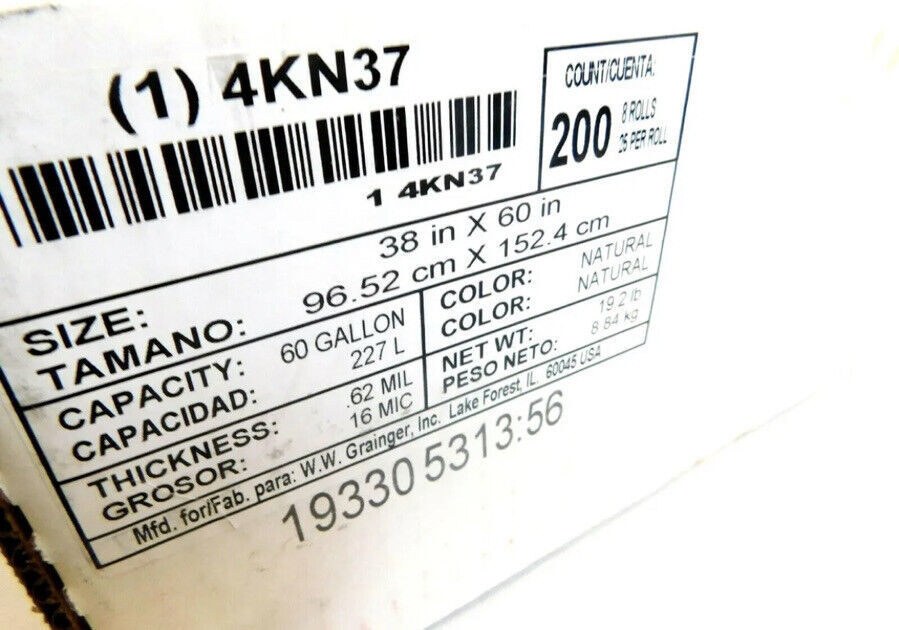 (1) 4KN37
1 4KN37
COUNT/CUENTA:
200
8 ROLLS
25 PER ROLL
SIZE: 38 in X 60 in
TAMANO: 96.52 cm X 152.4 cm
CAPACITY: 60 GALLON
CAPACIDAD: 227 L
COLOR: NATURAL
COLOR: NATURAL
THICKNESS: .62 MIL
GROSOR: 16 MIC
NET WT: 19.2 lb
PESO NETO: 8.84 kg
Mfd. for/Fab. para: W.W. Grainger, Inc. Lake Forest, IL. 60045 USA
19330 5313:56